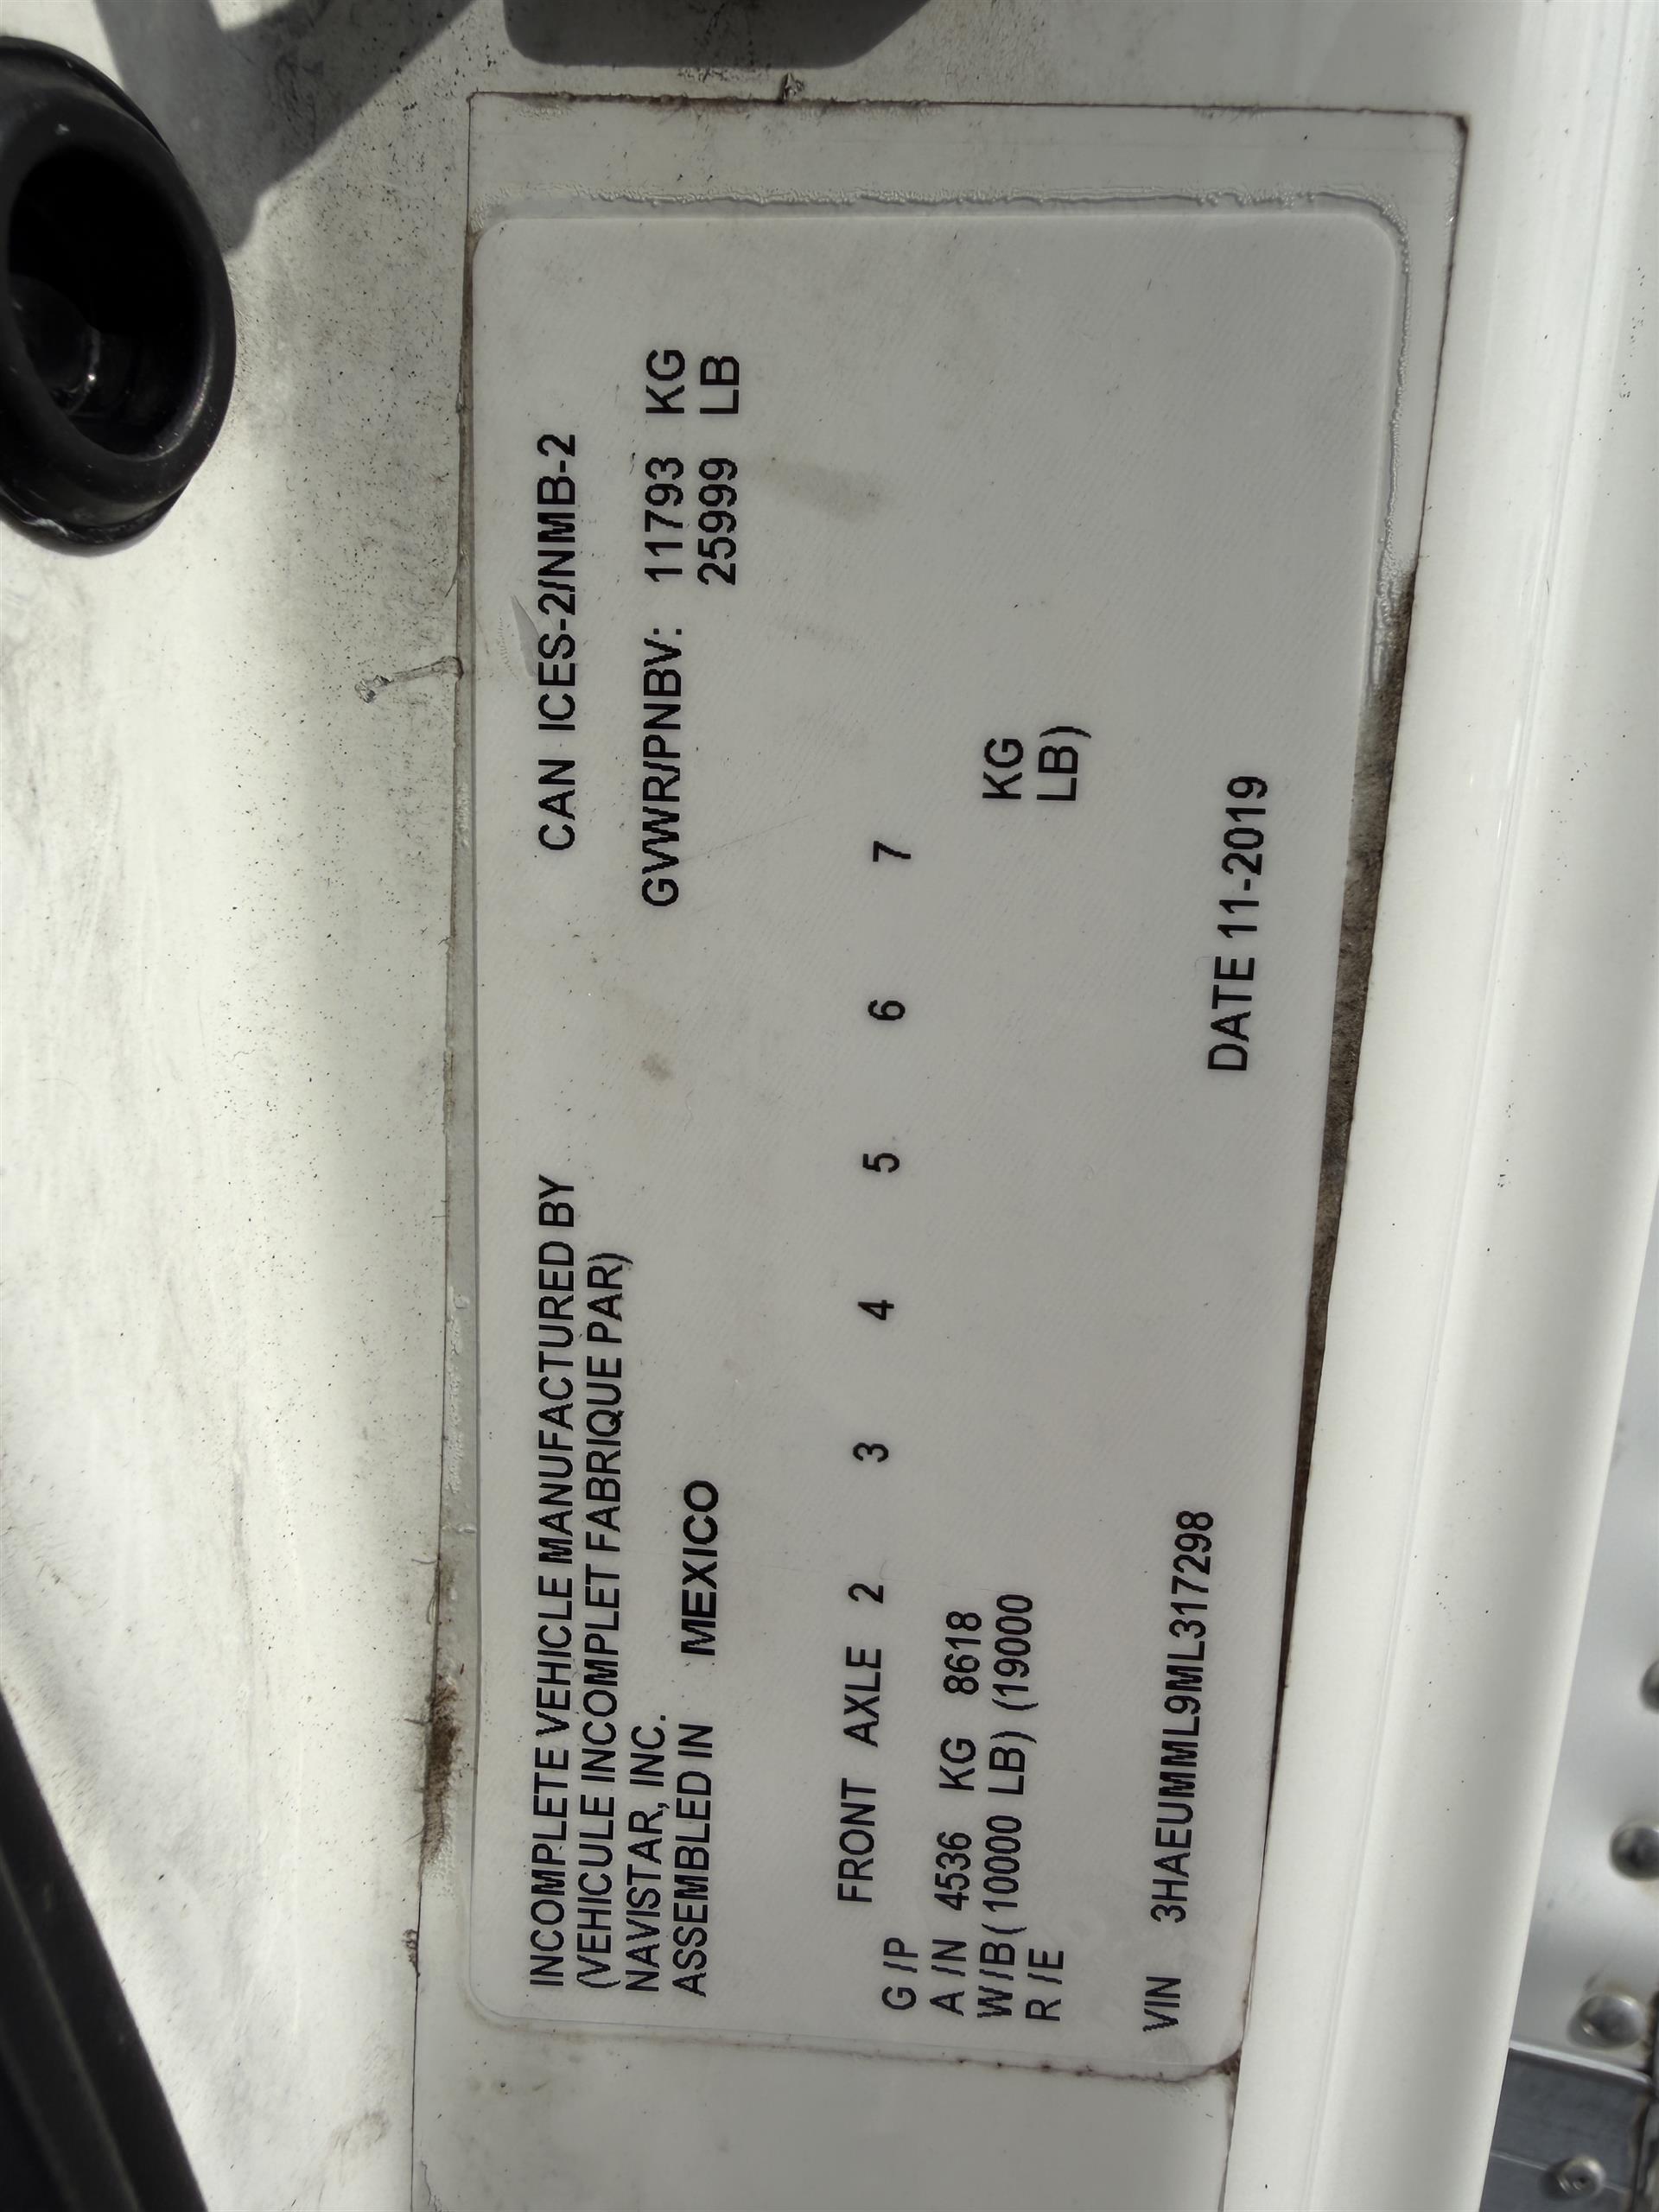 INCOMPLETE VEHICLE MANUFACTURED BY CAN ICES-2/NMB-2
(VEHICULE INCOMPLET FABRIQUE PAR)
NAVISTAR, INC. GVWR/PNBV: 11793 KG
ASSEMBLED IN MEXICO 25999 LB
FRONT AXLE 2 3 4 5 6 7
G/P
A/N 4536 KG 8618 KG
W/B (10000 LB) (19000 LB)
R/E
VIN 3HAEUMML9ML317298 DATE 11-2019